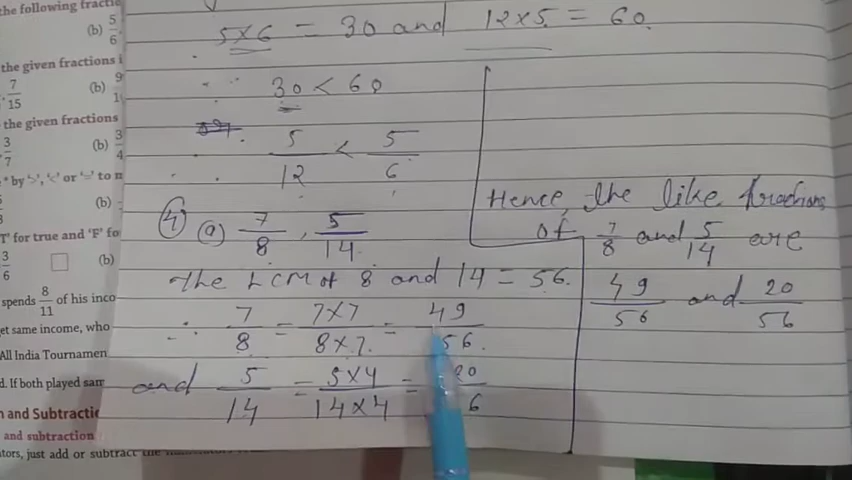 the following fractio
(b) 5/6
the given fractions i
7/15 (b) 9
the given fractions
3/7 (b) 3/4
by '>', '<' or '=' to m
(b)
'T' for true and 'F' fo
3/6 (b)
spends 8/11 of his inco
get same income, who
All India Tournamen
d. If both played sam
n and Subtractio
and subtraction
ators, just add or subtract the
5×6 = 30 and 12×5 = 60
∴ 30 < 60
∴ 5/12 < 5/6
(4) (a) 7/8 , 5/14
The LCM of 8 and 14 = 56.
∴ 7/8 = 7×7/8×7 = 49/56.
and 5/14 = 5×4/14×4 = 20/6
Hence, the like fractions
of 7/8 and 5/14 are
49/56 and 20/56